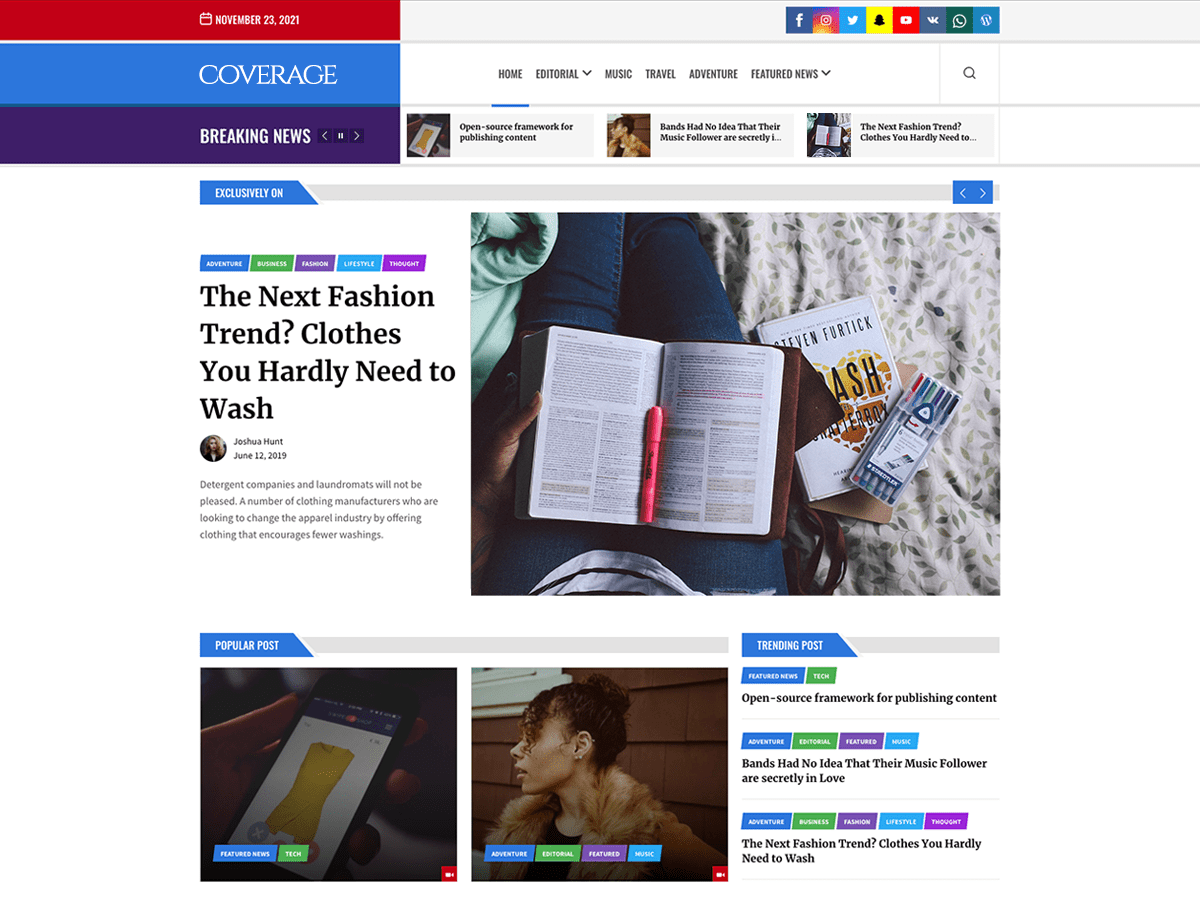 NOVEMBER 23, 2021
COVERAGE
HOME EDITORIAL MUSIC TRAVEL ADVENTURE FEATURED NEWS
BREAKING NEWS
Open-source framework for
publishing content
Bands Had No Idea That Their
Music Follower are secretly i...
The Next Fashion Trend?
Clothes You Hardly Need to...
EXCLUSIVELY ON
ADVENTURE BUSINESS FASHION LIFESTYLE THOUGHT
The Next Fashion
Trend? Clothes
You Hardly Need to
Wash
Joshua Hunt
June 12, 2019
Detergent companies and laundromats will not be
pleased. A number of clothing manufacturers who are
looking to change the apparel industry by offering
clothing that encourages fewer washings.
STEVEN FURTICK
STAEDTLER
POPULAR POST
FEATURED NEWS TECH
ADVENTURE EDITORIAL FEATURED MUSIC
TRENDING POST
FEATURED NEWS TECH
Open-source framework for publishing content
ADVENTURE EDITORIAL FEATURED MUSIC
Bands Had No Idea That Their Music Follower
are secretly in Love
ADVENTURE BUSINESS FASHION LIFESTYLE THOUGHT
The Next Fashion Trend? Clothes You Hardly
Need to Wash